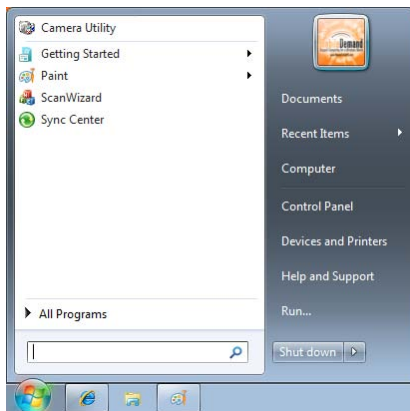 Camera Utility
Getting Started
Paint
ScanWizard
Sync Center
All Programs
Demand
Documents
Recent Items
Computer
Control Panel
Devices and Printers
Help and Support
Run...
Shut down